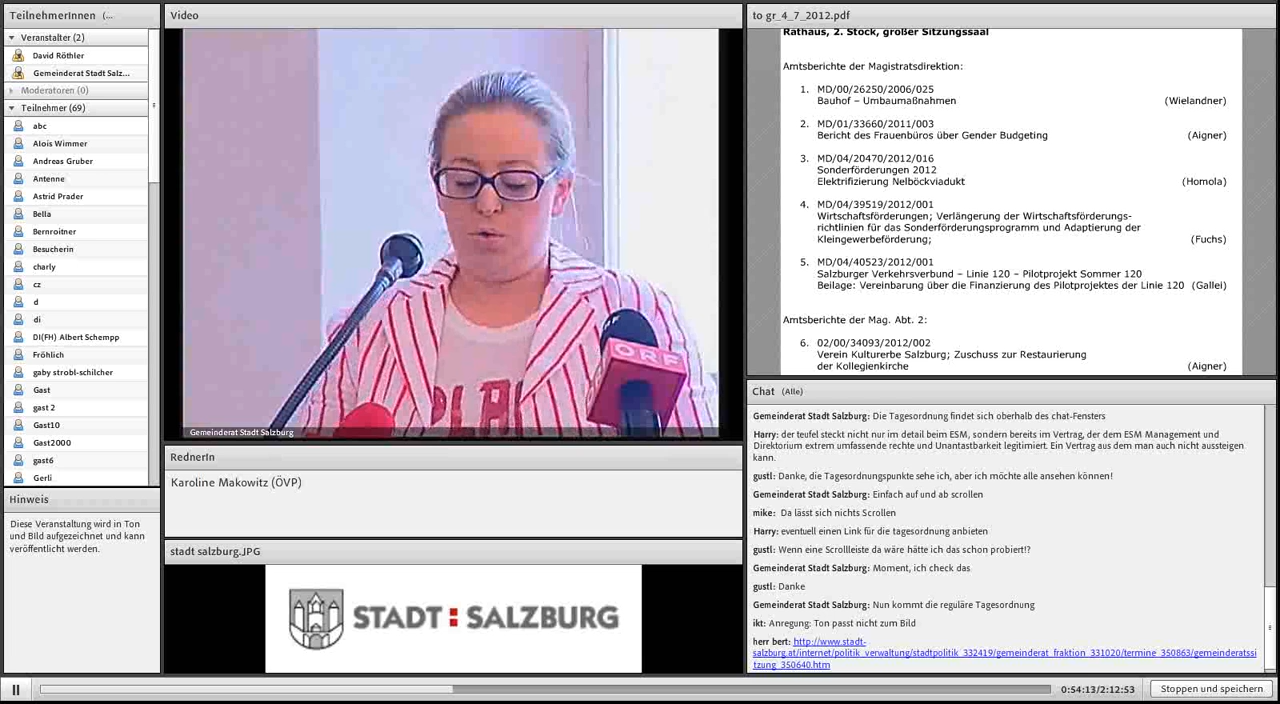 TeilnehmerInnen (...
Veranstalter (2)
David Röthler
Gemeinderat Stadt Salz...
Moderatoren (0)
Teilnehmer (69)
abc
Alois Wimmer
Andreas Gruber
Antenne
Astrid Prader
Bella
Bernroitner
Besucherin
charly
cz
d
di
DI(FH) Albert Schempp
Fröhlich
gaby strobl-schilcher
Gast
gast 2
Gast10
Gast2000
gast6
Gerli
Hinweis
Diese Veranstaltung wird in Ton
und Bild aufgezeichnet und kann
veröffentlicht werden.
Video
ORF
Gemeinderat Stadt Salzburg
RednerIn
Karoline Makowitz (ÖVP)
stadt salzburg.JPG
STADT : SALZBURG
to gr_4_7_2012.pdf
Rathaus, 2. Stock, großer Sitzungssaal
Amtsberichte der Magistratsdirektion:
1. MD/00/26250/2006/025
Bauhof – Umbaumaßnahmen (Wielandner)
2. MD/01/33660/2011/003
Bericht des Frauenbüros über Gender Budgeting (Aigner)
3. MD/04/20470/2012/016
Sonderförderungen 2012
Elektrifizierung Nelböckviadukt (Homola)
4. MD/04/39519/2012/001
Wirtschaftsförderungen; Verlängerung der Wirtschaftsförderungs-
richtlinien für das Sonderförderungsprogramm und Adaptierung der
Kleingewerbeförderung; (Fuchs)
5. MD/04/40523/2012/001
Salzburger Verkehrsverbund – Linie 120 – Pilotprojekt Sommer 120
Beilage: Vereinbarung über die Finanzierung des Pilotprojektes der Linie 120 (Gallei)
Amtsberichte der Mag. Abt. 2:
6. 02/00/34093/2012/002
Verein Kulturerbe Salzburg; Zuschuss zur Restaurierung
der Kollegienkirche (Aigner)
Chat (Alle)
Gemeinderat Stadt Salzburg: Die Tagesordnung findet sich oberhalb des chat-Fensters
Harry: der teufel steckt nicht nur im detail beim ESM, sondern bereits im Vertrag, der dem ESM Management und
Direktorium extrem umfassende rechte und Unantastbarkeit legitimiert. Ein Vertrag aus dem man auch nicht aussteigen
kann.
gustl: Danke, die Tagesordnungspunkte sehe ich, aber ich möchte alle ansehen können!
Gemeinderat Stadt Salzburg: Einfach auf und ab scrollen
mike: Da lässt sich nichts Scrollen
Harry: eventuell einen Link für die tagesordnung anbieten
gustl: Wenn eine Scrollleiste da wäre hätte ich das schon probiert!?
Gemeinderat Stadt Salzburg: Moment, ich check das
gustl: Danke
Gemeinderat Stadt Salzburg: Nun kommt die reguläre Tagesordnung
ikt: Anregung: Ton passt nicht zum Bild
herr bert: http://www.stadt-
salzburg.at/internet/politik_verwaltung/stadtpolitik_332419/gemeinderat_fraktion_331020/termine_350863/gemeinderatssi
tzung_350640.htm
0:54:13/2:12:53
Stoppen und speichern